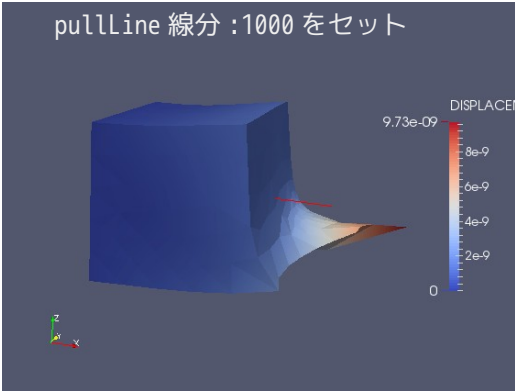 pullLine 線分 :1000 をセット
DISPLACEM
9.73e-09
8e-9
6e-9
4e-9
2e-9
0
Z
Y
X